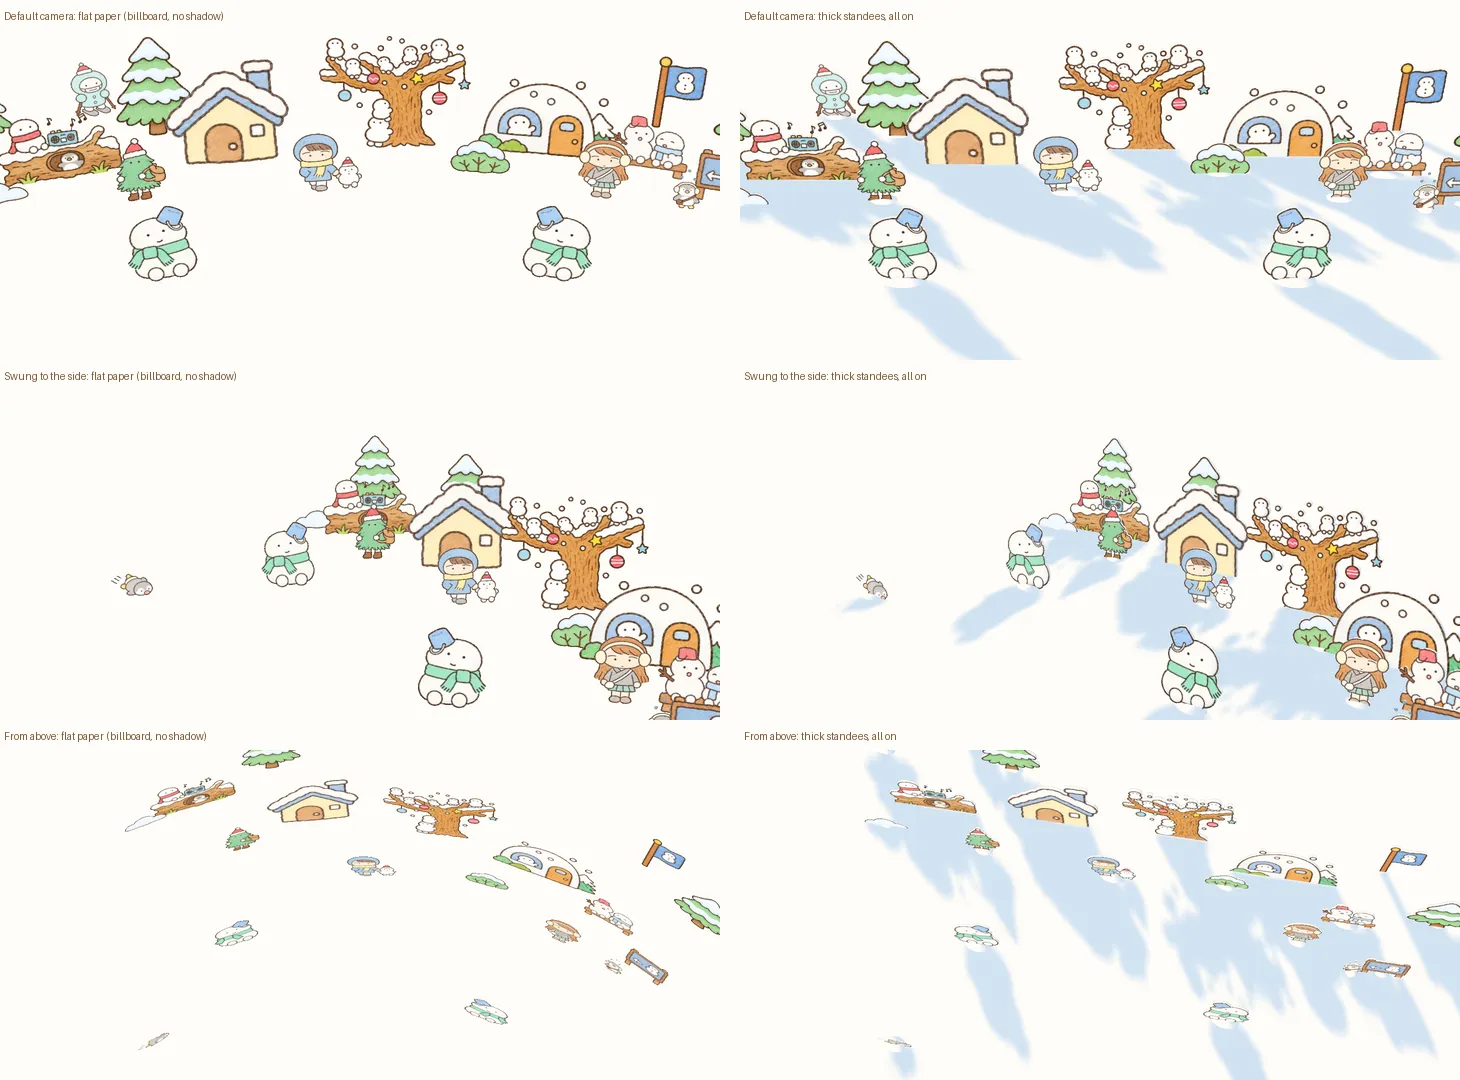 Default camera: flat paper (billboard, no shadow)
Default camera: thick standees, all on
Swung to the side: flat paper (billboard, no shadow)
Swung to the side: thick standees, all on
From above: flat paper (billboard, no shadow)
From above: thick standees, all on